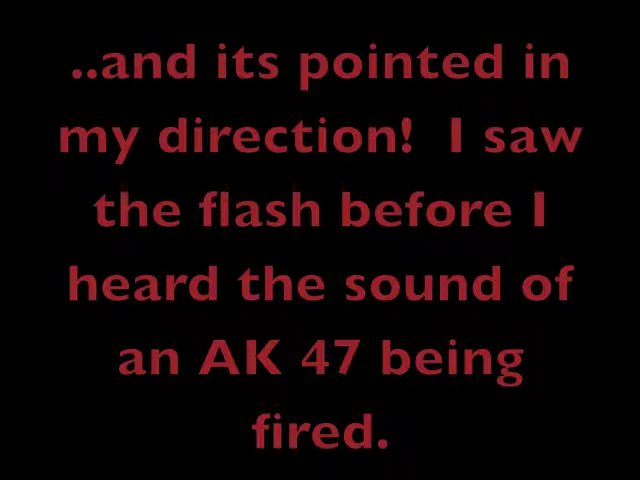 ..and its pointed in
my direction!  I saw
the flash before I
heard the sound of
an AK 47 being
fired.